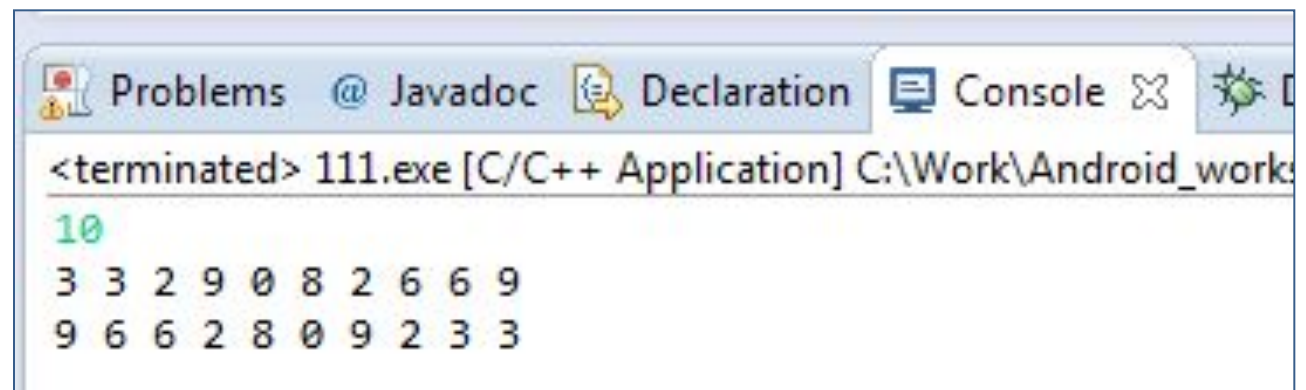 Problems @ Javadoc Declaration Console
<terminated> 111.exe [C/C++ Application] C:\Work\Android_works
10
3 3 2 9 0 8 2 6 6 9
9 6 6 2 8 0 9 2 3 3